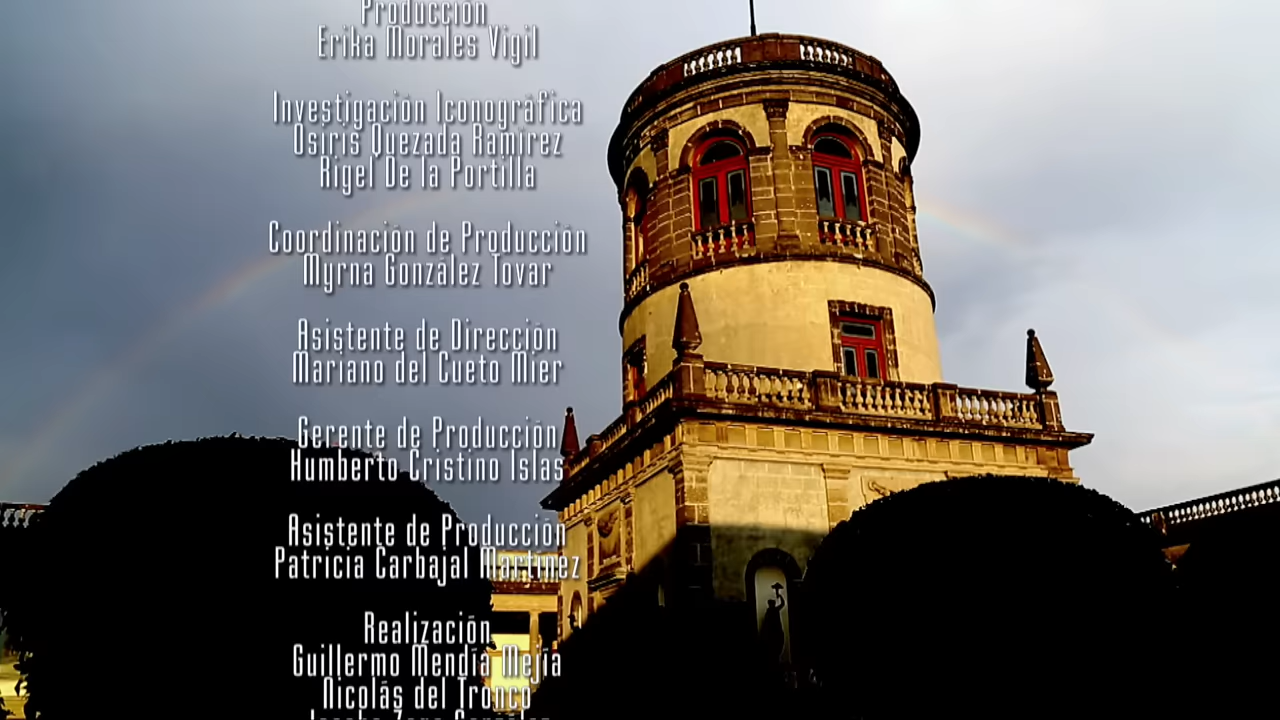 Producción
Erika Morales Vigil
Investigación Iconográfica
Osiris Quezada Ramírez
Rigel De la Portilla
Coordinación de Producción
Myrna González Tovar
Asistente de Dirección
Mariano del Cueto Mier
Gerente de Producción
Humberto Cristino Islas
Asistente de Producción
Patricia Carbajal Martínez
Realización
Guillermo Mendía Mejía
Nicolás del Tronco